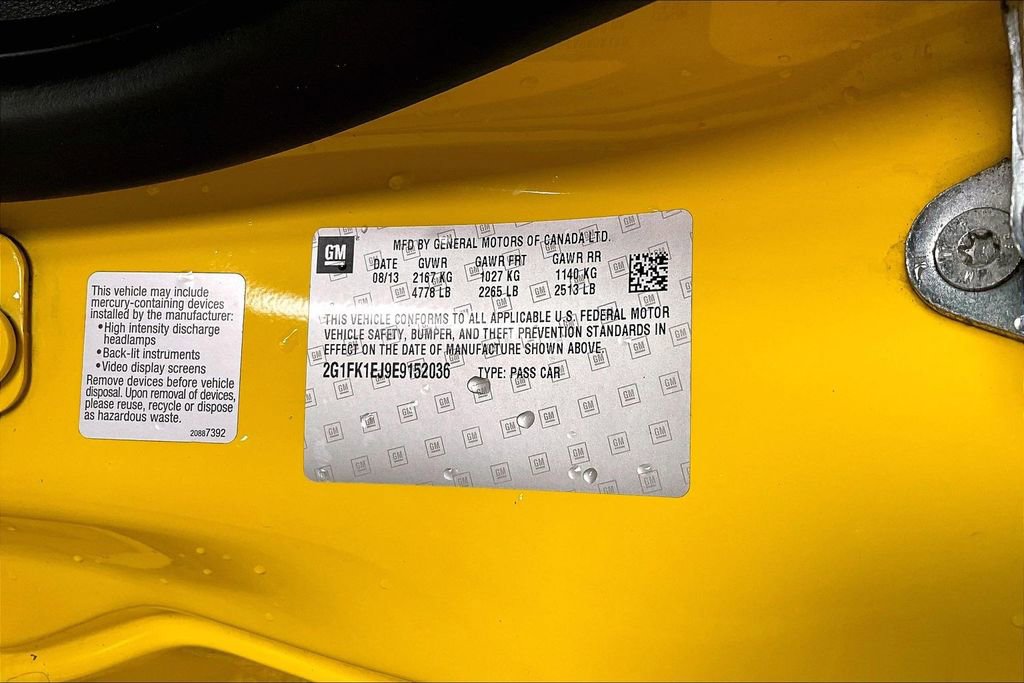 This vehicle may include
mercury-containing devices
installed by the manufacturer:
•High intensity discharge
headlamps
•Back-lit instruments
•Video display screens
Remove devices before vehicle
disposal. Upon removal of devices,
please reuse, recycle or dispose
as hazardous waste.
20887392
GM
MFD BY GENERAL MOTORS OF CANADA LTD.
DATE GVWR GAWR FRT GAWR RR
08/13 2167 KG 1027 KG 1140 KG
4778 LB 2265 LB 2513 LB
THIS VEHICLE CONFORMS TO ALL APPLICABLE U.S. FEDERAL MOTOR
VEHICLE SAFETY, BUMPER, AND THEFT PREVENTION STANDARDS IN
EFFECT ON THE DATE OF MANUFACTURE SHOWN ABOVE.
2G1FK1EJ9E9152036 TYPE: PASS CAR